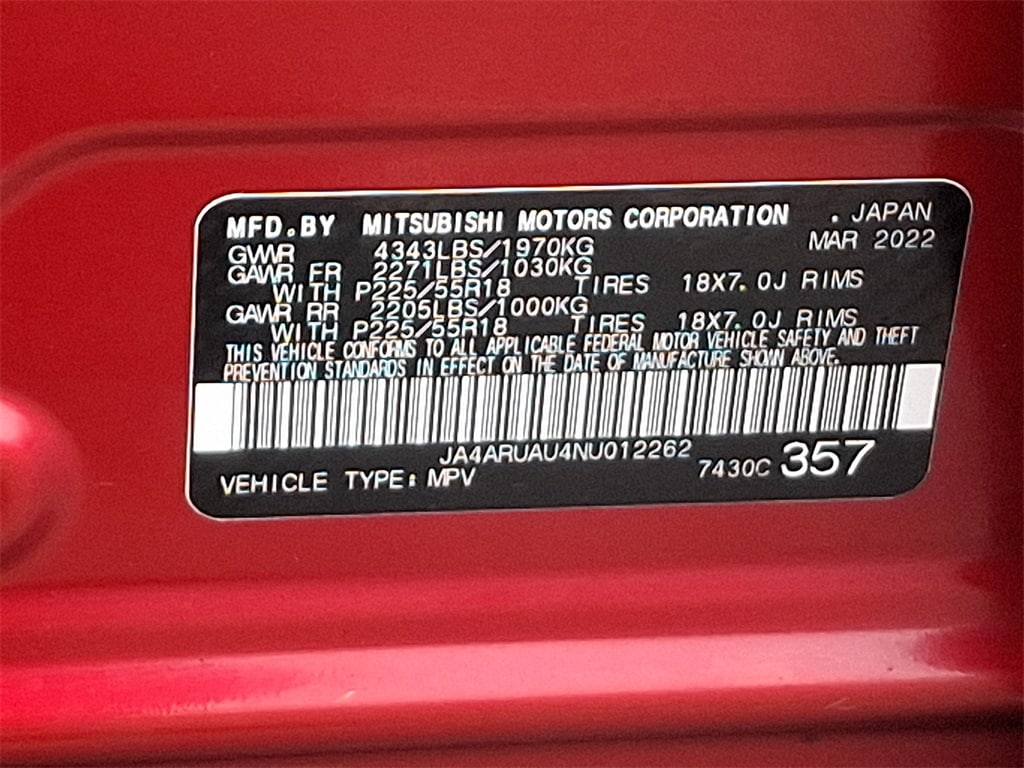 MFD.BY MITSUBISHI MOTORS CORPORATION . JAPAN
MAR 2022
GVWR 4343LBS/1970KG
GAWR FR 2271LBS/1030KG
WITH P225/55R18 TIRES 18X7.0J RIMS
GAWR RR 2205LBS/1000KG
WITH P225/55R18 TIRES 18X7.0J RIMS
THIS VEHICLE CONFORMS TO ALL APPLICABLE FEDERAL MOTOR VEHICLE SAFETY AND THEFT
PREVENTION STANDARDS IN EFFECT ON THE DATE OF MANUFACTURE SHOWN ABOVE.
JA4ARUAU4NU012262
VEHICLE TYPE: MPV 7430C 357